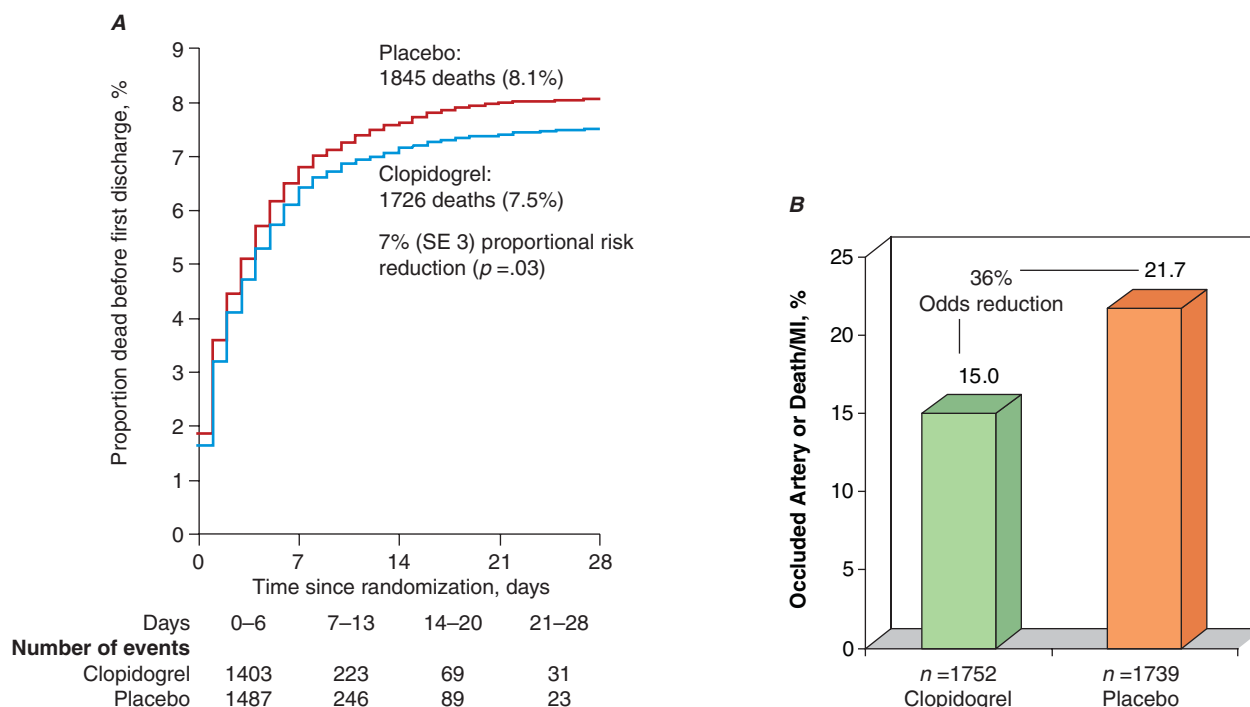 A
Proportion dead before first discharge, %
9
8
7
6
5
4
3
2
1
0
Placebo:
1845 deaths (8.1%)
Clopidogrel:
1726 deaths (7.5%)
7% (SE 3) proportional risk
reduction (p =.03)
0 7 14 21 28
Time since randomization, days
Days 0–6 7–13 14–20 21–28
Number of events
Clopidogrel 1403 223 69 31
Placebo 1487 246 89 23
B
Occluded Artery or Death/MI, %
25
20
15
10
5
0
36%
Odds reduction
21.7
15.0
n =1752 n =1739
Clopidogrel Placebo